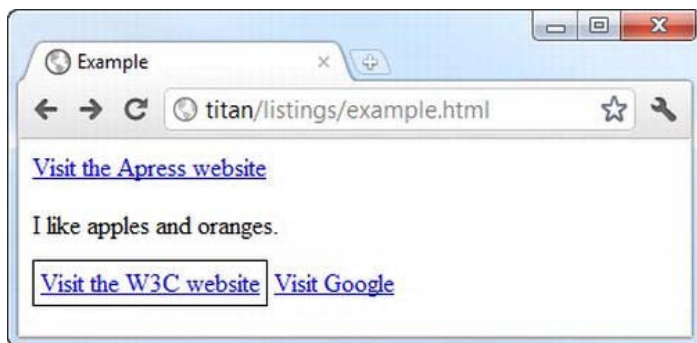 Example
titan/listings/example.html
Visit the Apress website
I like apples and oranges.
Visit the W3C website Visit Google